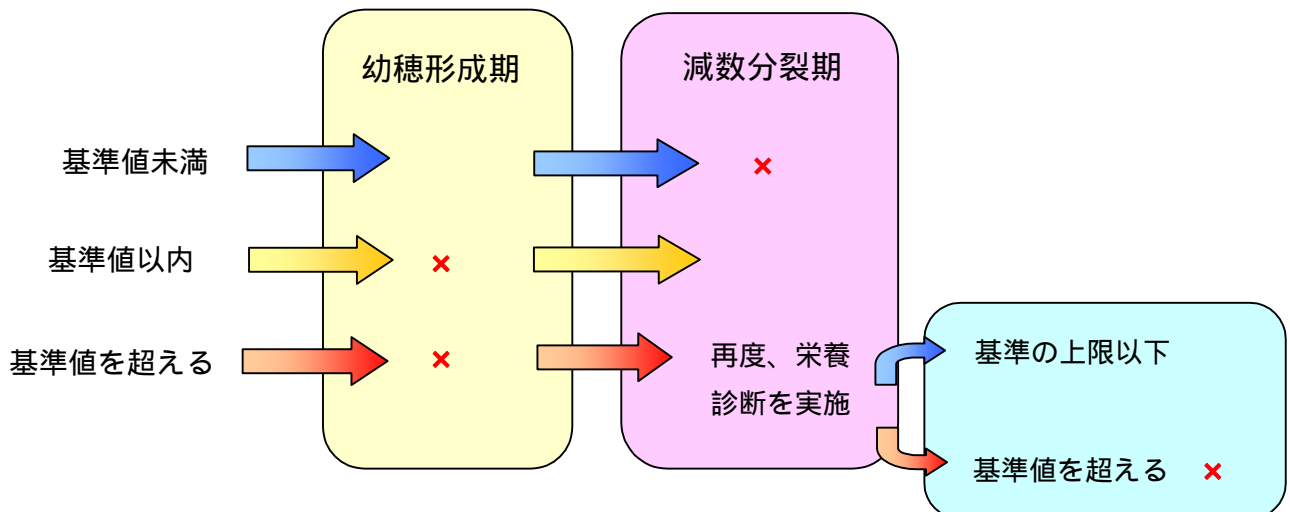 幼穂形成期
減数分裂期
基準値未満
×
基準値以内
×
基準値を超える
×
再度、栄養
診断を実施
基準の上限以下
基準値を超える ×